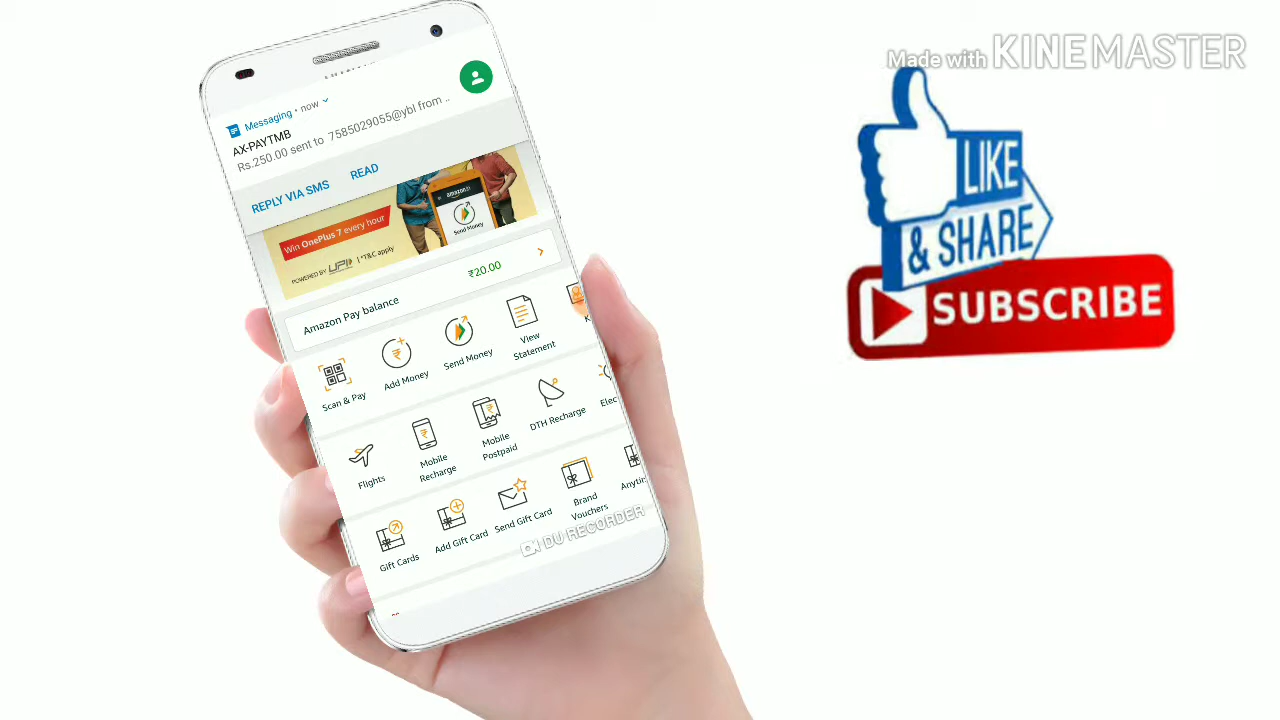 Made with KINEMASTER
Messaging • now
AX-PAYTMB
Rs.250.00 sent to 7585029055@ybl from ..
REPLY VIA SMS READ
Win OnePlus 7 every hour
POWERED BY UPI | *T&C apply
Send Money
Amazon Pay balance ₹20.00
Scan & Pay
Add Money
Send Money
View
Statement
Flights
Mobile
Recharge
Mobile
Postpaid
DTH Recharge
Elec
Gift Cards
Add Gift Card
Send Gift Card
Brand
Vouchers
Anytin
DU RECORDER
LIKE
& SHARE
SUBSCRIBE